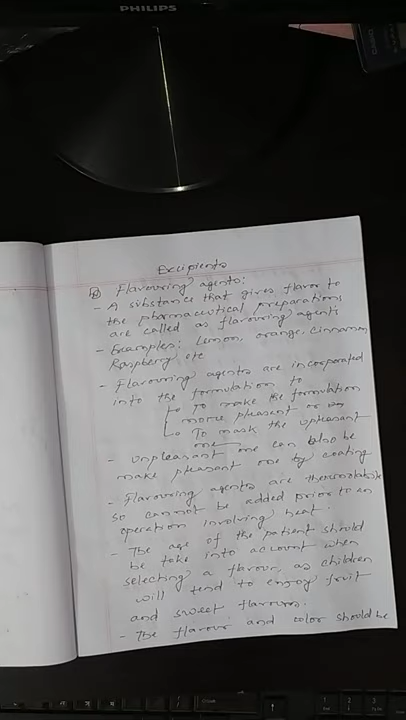 PHILIPS
Excipients
Flavouring agents:
- A substance that gives flavor to
the pharmaceutical preparations
are called as flavouring agents
- Examples: Lemon, orange, Cinnamon,
Raspberry etc
- Flavouring agents are incorporated
into the formulation to
To make the formulation
more pleasent or
To mask the unpleasant
one
- Unpleasant one can also be
make pleasant one by coating
- Flavouring agents are thermolabile
so cannot be added prior to an
operation involving heat.
- The age of the patient should
be take into account when
selecting a flavour, as children
will tend to enjoy fruit
and sweet flavours.
- The flavour and color should be